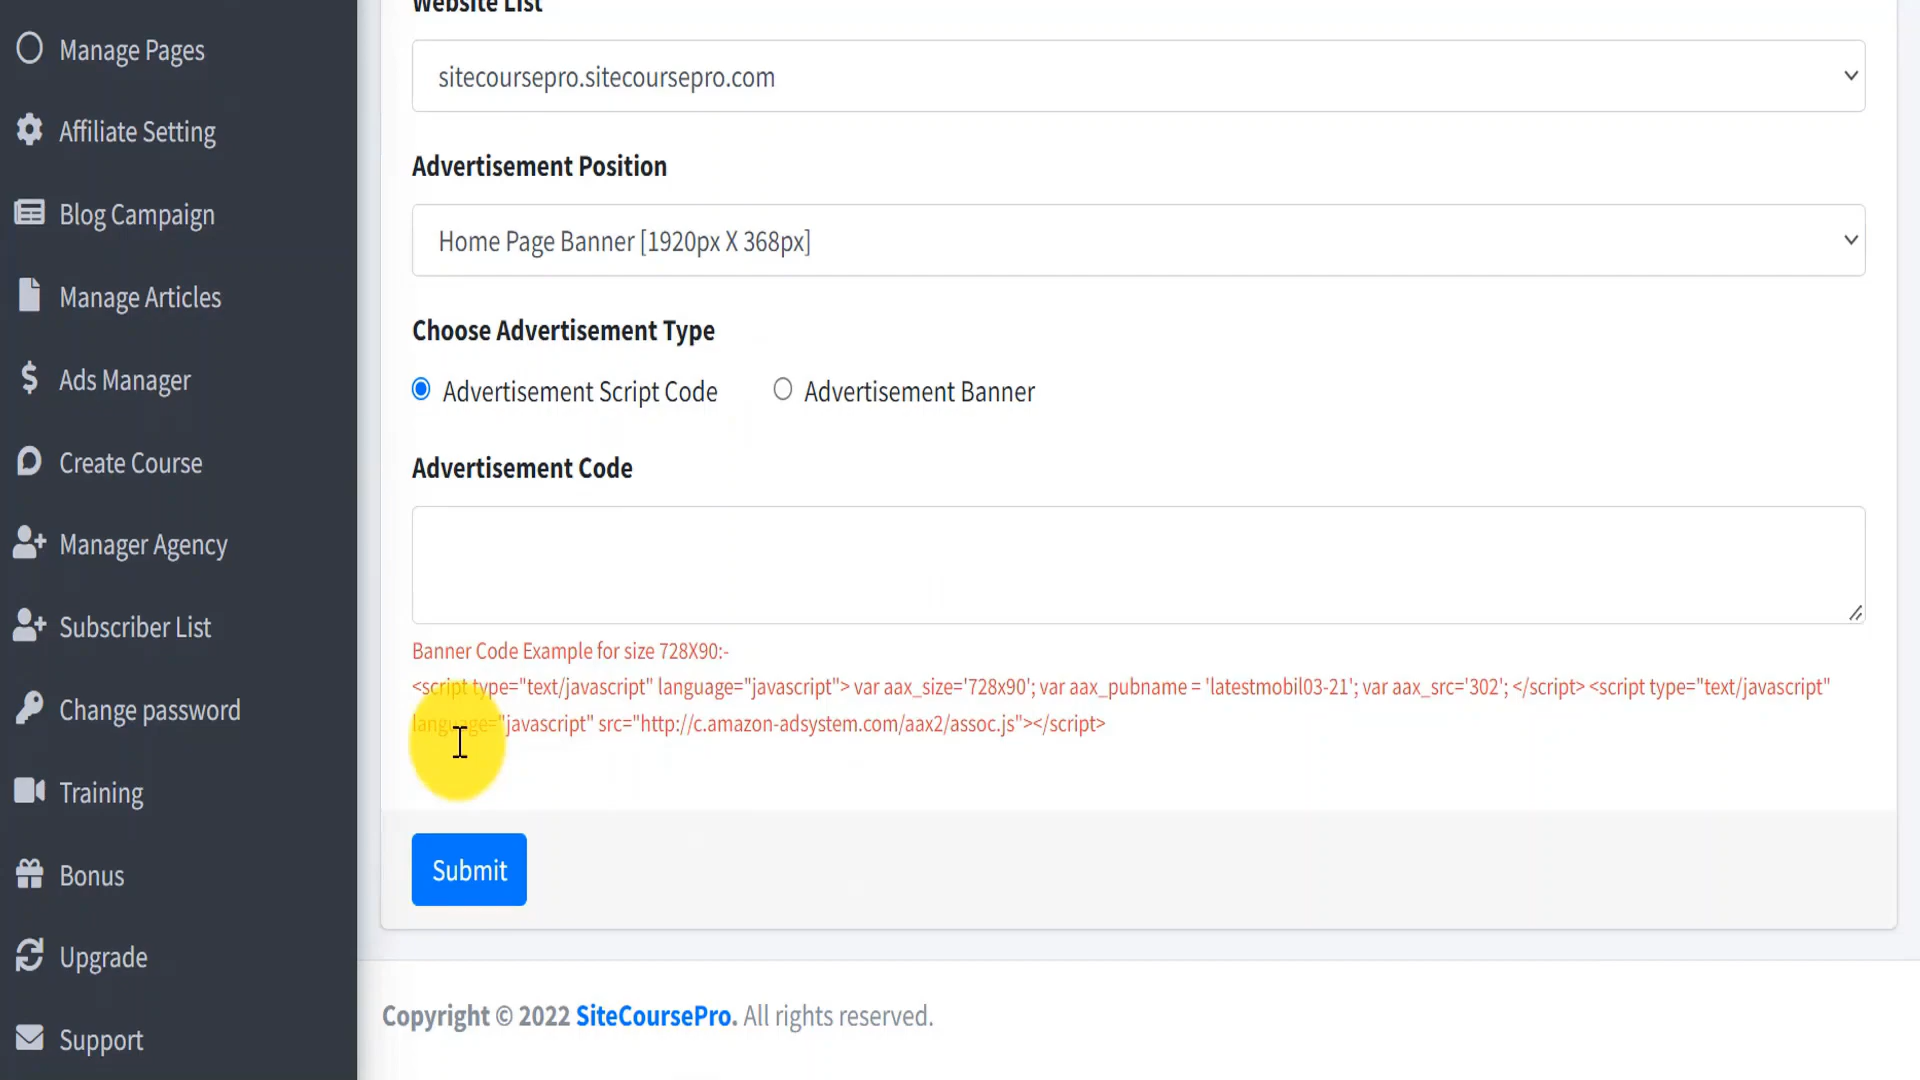 Website List
Manage Pages
sitecoursepro.sitecoursepro.com
Affiliate Setting
Advertisement Position
Blog Campaign
Home Page Banner [1920px X 368px]
Manage Articles
Choose Advertisement Type
Ads Manager
Advertisement Script Code
Advertisement Banner
Create Course
Advertisement Code
Manager Agency
Subscriber List
Banner Code Example for size 728X90:-
<script type="text/javascript" language="javascript"> var aax_size='728x90'; var aax_pubname = 'latestmobil03-21'; var aax_src='302'; </script> <script type="text/javascript"
language="javascript" src="http://c.amazon-adsystem.com/aax2/assoc.js"></script>
Change password
Training
Submit
Bonus
Upgrade
Copyright © 2022 SiteCoursePro. All rights reserved.
Support